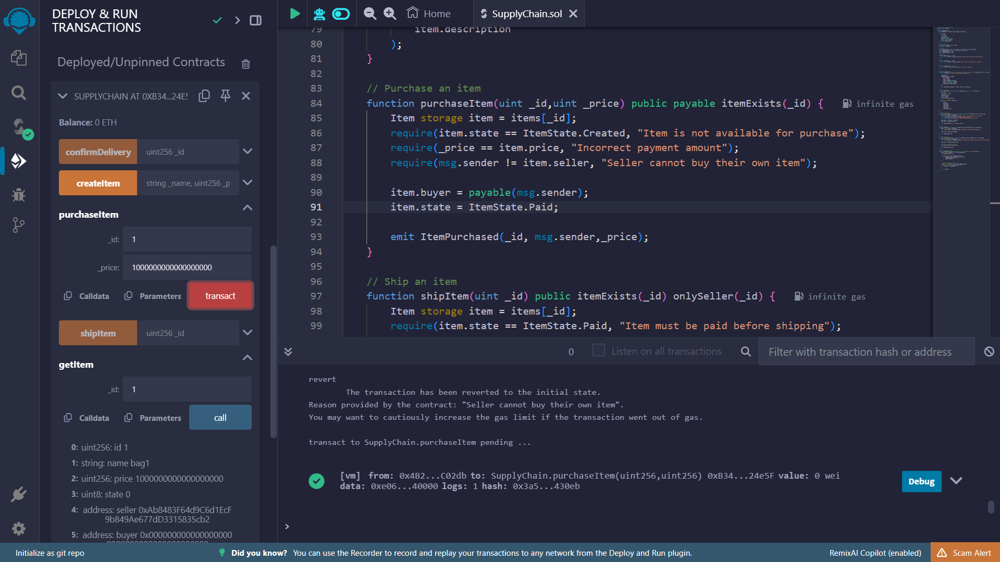 DEPLOY & RUN
TRANSACTIONS
Deployed/Unpinned Contracts
SUPPLYCHAIN AT 0XB34...24E5
Balance: 0 ETH
confirmDelivery uint256 _id
createItem string _name, uint256 _p
purchaseItem
_id: 1
_price: 1000000000000000000
Calldata Parameters transact
shipItem uint256 _id
getItem
_id: 1
Calldata Parameters call
0: uint256: id 1
1: string: name bag1
2: uint256: price 1000000000000000000
3: uint8: state 0
4: address: seller 0xAb8483F64d9C6d1EcF
9b849Ae677dD3315835cb2
5: address: buyer 0x000000000000000000
Home SupplyChain.sol
79 item.description
80 );
81 }
82
83 // Purchase an item
84 function purchaseItem(uint _id,uint _price) public payable itemExists(_id) { infinite gas
85 Item storage item = items[_id];
86 require(item.state == ItemState.Created, "Item is not available for purchase");
87 require(_price == item.price, "Incorrect payment amount");
88 require(msg.sender != item.seller, "Seller cannot buy their own item");
89
90 item.buyer = payable(msg.sender);
91 item.state = ItemState.Paid;
92
93 emit ItemPurchased(_id, msg.sender,_price);
94 }
95
96 // Ship an item
97 function shipItem(uint _id) public itemExists(_id) onlySeller(_id) { infinite gas
98 Item storage item = items[_id];
99 require(item.state == ItemState.Paid, "Item must be paid before shipping");
0 Listen on all transactions Filter with transaction hash or address
revert
The transaction has been reverted to the initial state.
Reason provided by the contract: "Seller cannot buy their own item".
You may want to cautiously increase the gas limit if the transaction went out of gas.
transact to SupplyChain.purchaseItem pending ...
[vm] from: 0x4B2...C02db to: SupplyChain.purchaseItem(uint256,uint256) 0xB34...24e5F value: 0 wei
data: 0xe06...40000 logs: 1 hash: 0x3a5...430eb
Debug
>
Initialize as git repo
Did you know? You can use the Recorder to record and replay your transactions to any network from the Deploy and Run plugin.
RemixAI Copilot (enabled)
Scam Alert